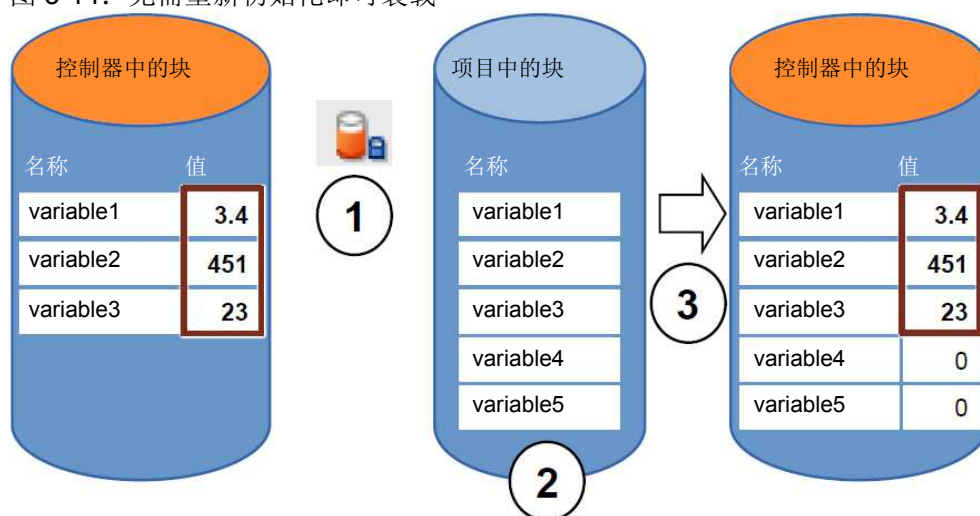 控制器中的块
名称 值
variable1 3.4
variable2 451
variable3 23
1
项目中的块
名称
variable1
variable2
variable3
variable4
variable5
2
3
控制器中的块
名称 值
variable1 3.4
variable2 451
variable3 23
variable4 0
variable5 0